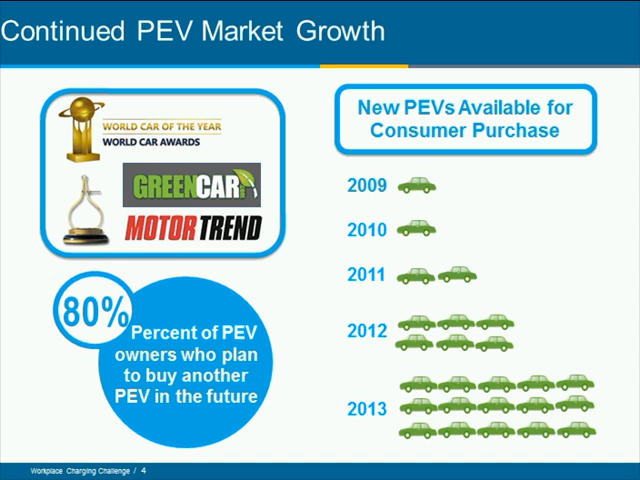 Continued PEV Market Growth
WORLD CAR OF THE YEAR
WORLD CAR AWARDS
GREENCAR
MOTOR TREND
80%
Percent of PEV
owners who plan
to buy another
PEV in the future
New PEVs Available for
Consumer Purchase
2009
2010
2011
2012
2013
Workplace Charging Challenge / 4